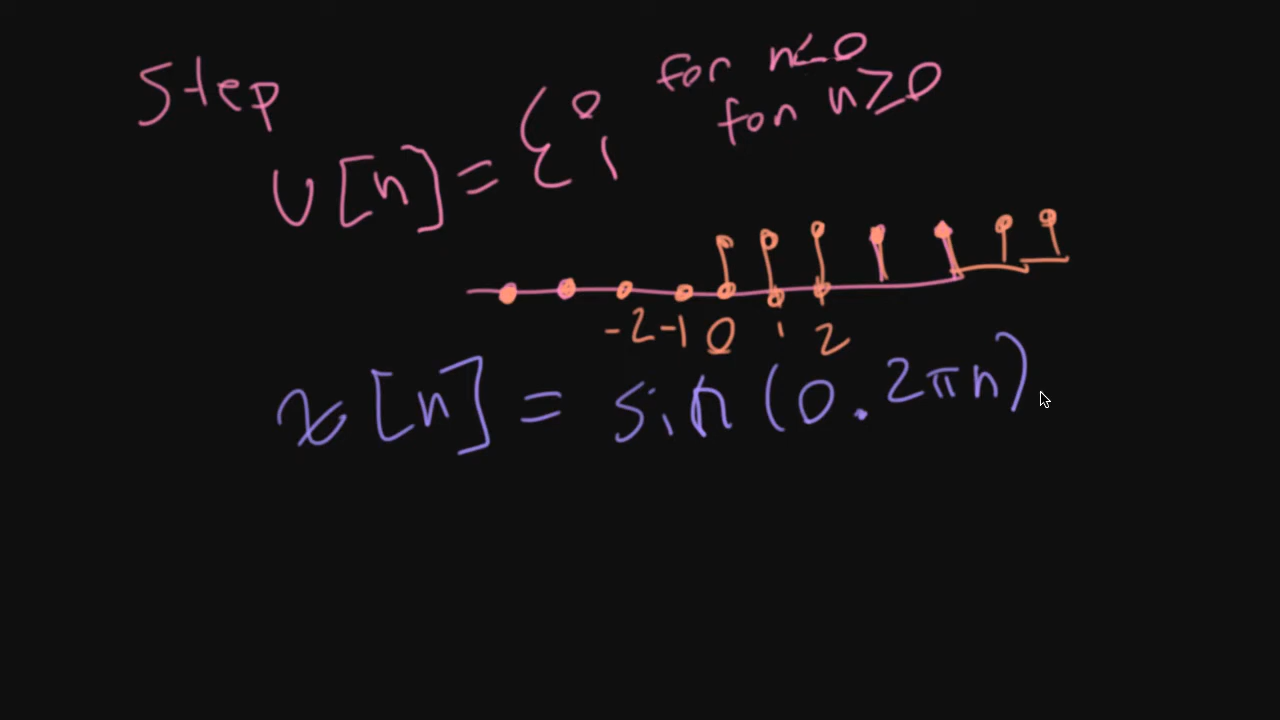 Step
U[n] = { 0 for n<0
1 for n≥0
-2 -1 0 1 2
x[n] = sin(0.2πn)